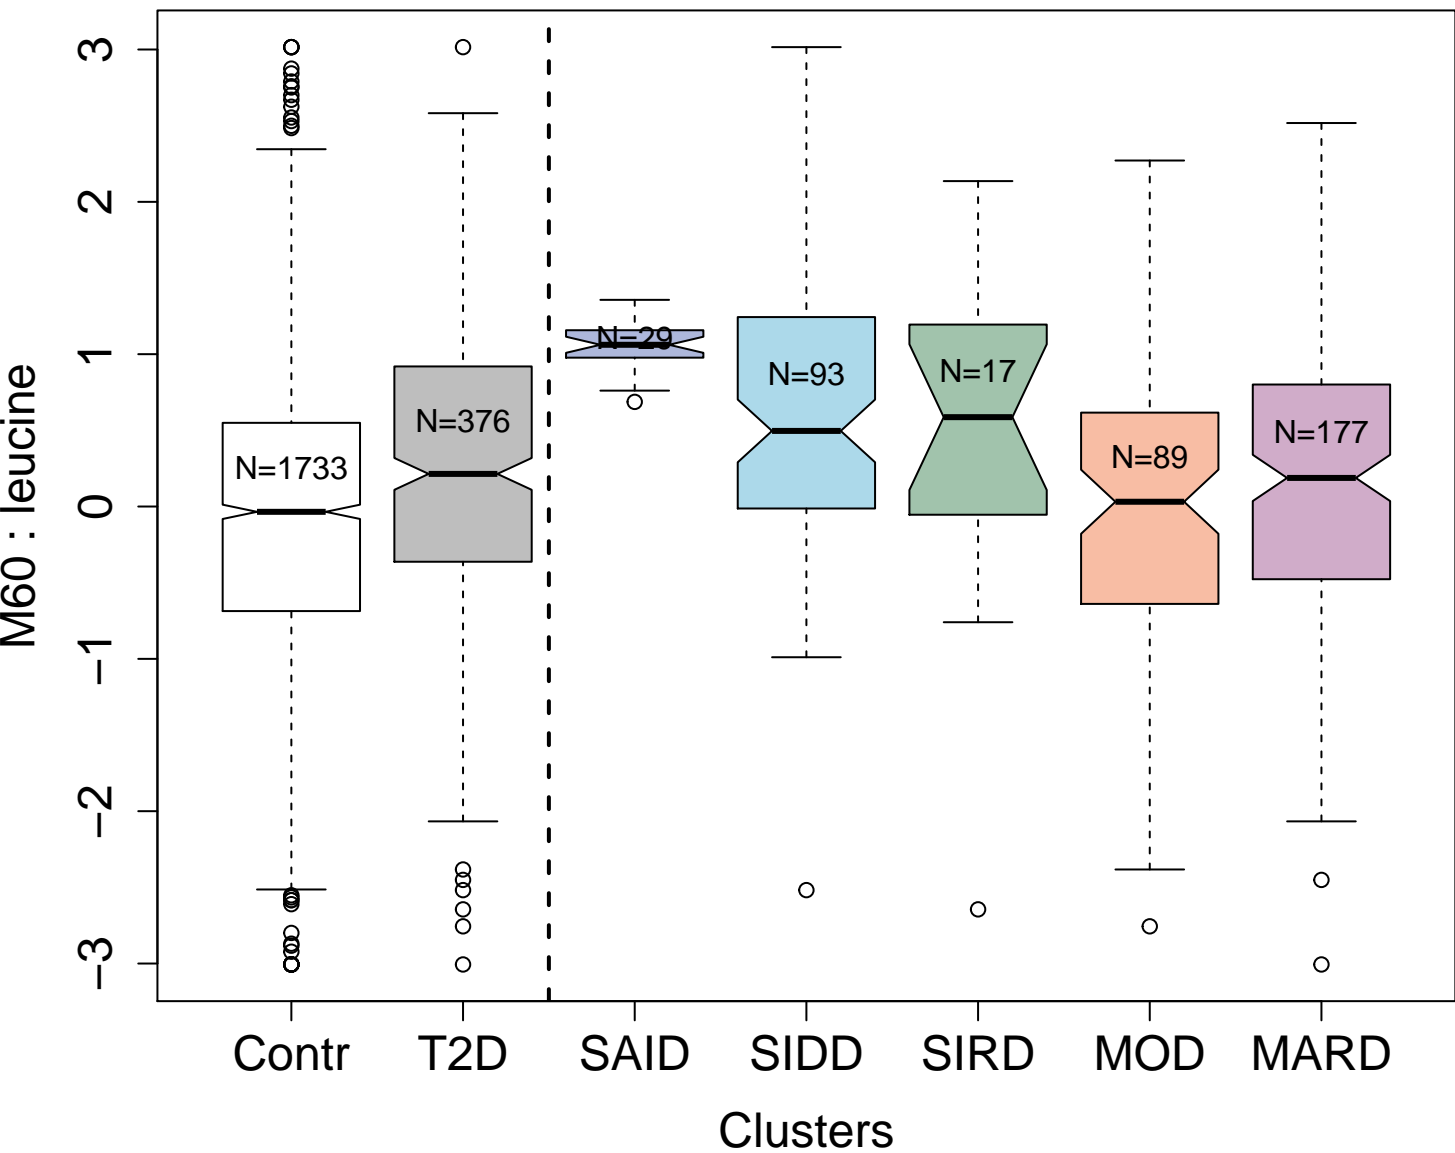 3
2
1
0
−1
−2
−3
M60 : leucine
N=1733
N=376
N=29
N=93
N=17
N=89
N=177
Contr T2D SAID SIDD SIRD MOD MARD
Clusters